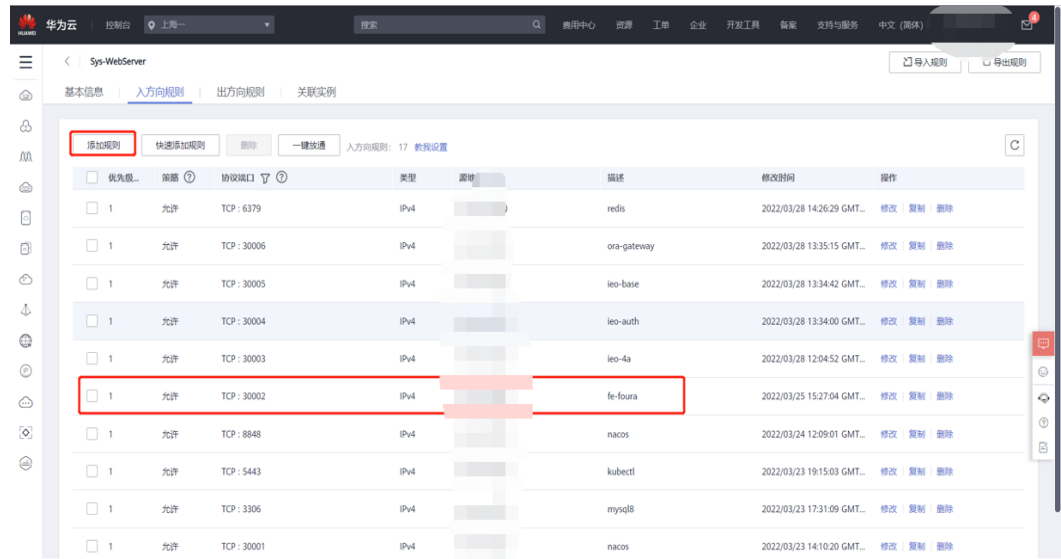 HUAWEI 华为云 控制台 上海一 搜索 费用中心 资源 工单 企业 开发工具 备案 支持与服务 中文 (简体) 4
Sys-WebServer 导入规则 导出规则
基本信息 入方向规则 出方向规则 关联实例
添加规则 快速添加规则 删除 一键放通 入方向规则: 17 教我设置
优先级... 策略 协议端口 类型 源地 描述 修改时间 操作
1 允许 TCP : 6379 IPv4 redis 2022/03/28 14:26:29 GMT... 修改 复制 删除
1 允许 TCP : 30006 IPv4 ora-gateway 2022/03/28 13:35:15 GMT... 修改 复制 删除
1 允许 TCP : 30005 IPv4 ieo-base 2022/03/28 13:34:42 GMT... 修改 复制 删除
1 允许 TCP : 30004 IPv4 ieo-auth 2022/03/28 13:34:00 GMT... 修改 复制 删除
1 允许 TCP : 30003 IPv4 ieo-4a 2022/03/28 12:04:52 GMT... 修改 复制 删除
1 允许 TCP : 30002 IPv4 fe-foura 2022/03/25 15:27:04 GMT... 修改 复制 删除
1 允许 TCP : 8848 IPv4 nacos 2022/03/24 12:09:01 GMT... 修改 复制 删除
1 允许 TCP : 5443 IPv4 kubectl 2022/03/23 19:15:03 GMT... 修改 复制 删除
1 允许 TCP : 3306 IPv4 mysql8 2022/03/23 17:31:09 GMT... 修改 复制 删除
1 允许 TCP : 30001 IPv4 nacos 2022/03/23 14:10:20 GMT... 修改 复制 删除